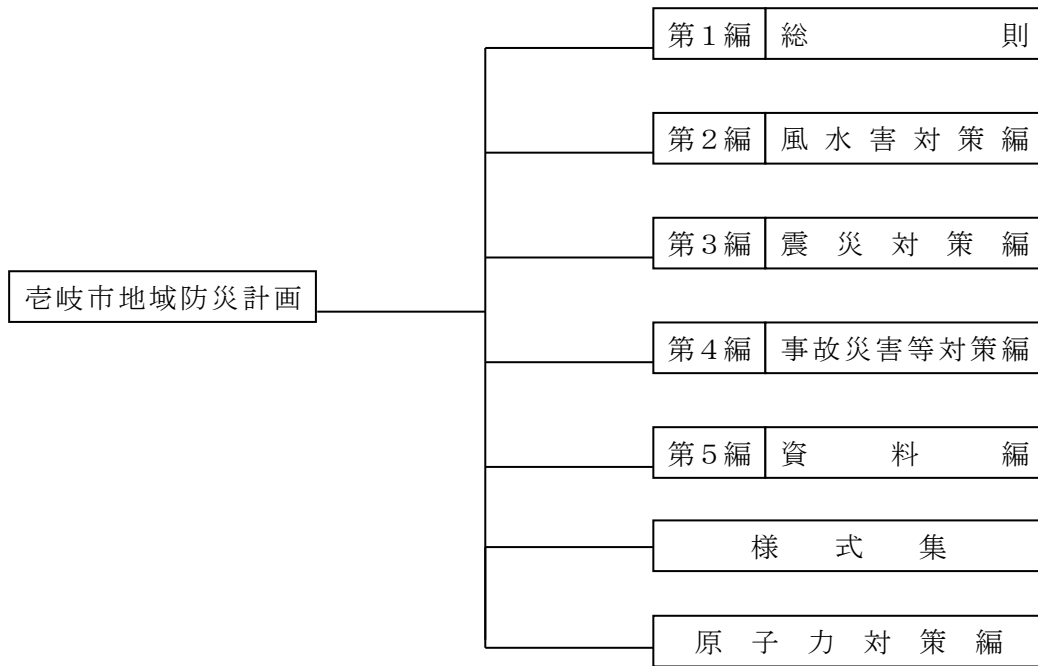 第１編 総則
第２編 風水害対策編
第３編 震災対策編
壱岐市地域防災計画
第４編 事故災害等対策編
第５編 資料編
様式集
原子力対策編